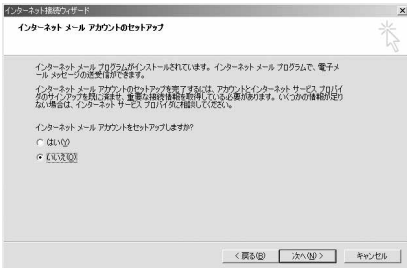 インターネット接続ウィザード
インターネット メール アカウントのセットアップ
インターネット メール プログラムがインストールされています。インターネット メール プログラムで、電子メ
ール メッセージの送受信ができます。
インターネット メール アカウントのセットアップを完了するには、アカウントとインターネット サービス プロバイ
ダのサインアップを既に済ませ、重要な接続情報を取得している必要があります。いくつかの情報が足り
ない場合は、インターネット サービス プロバイダに相談してください。
インターネット メール アカウントをセットアップしますか?
はい(Y)
いいえ(O)
< 戻る(B)
次へ(N) >
キャンセル